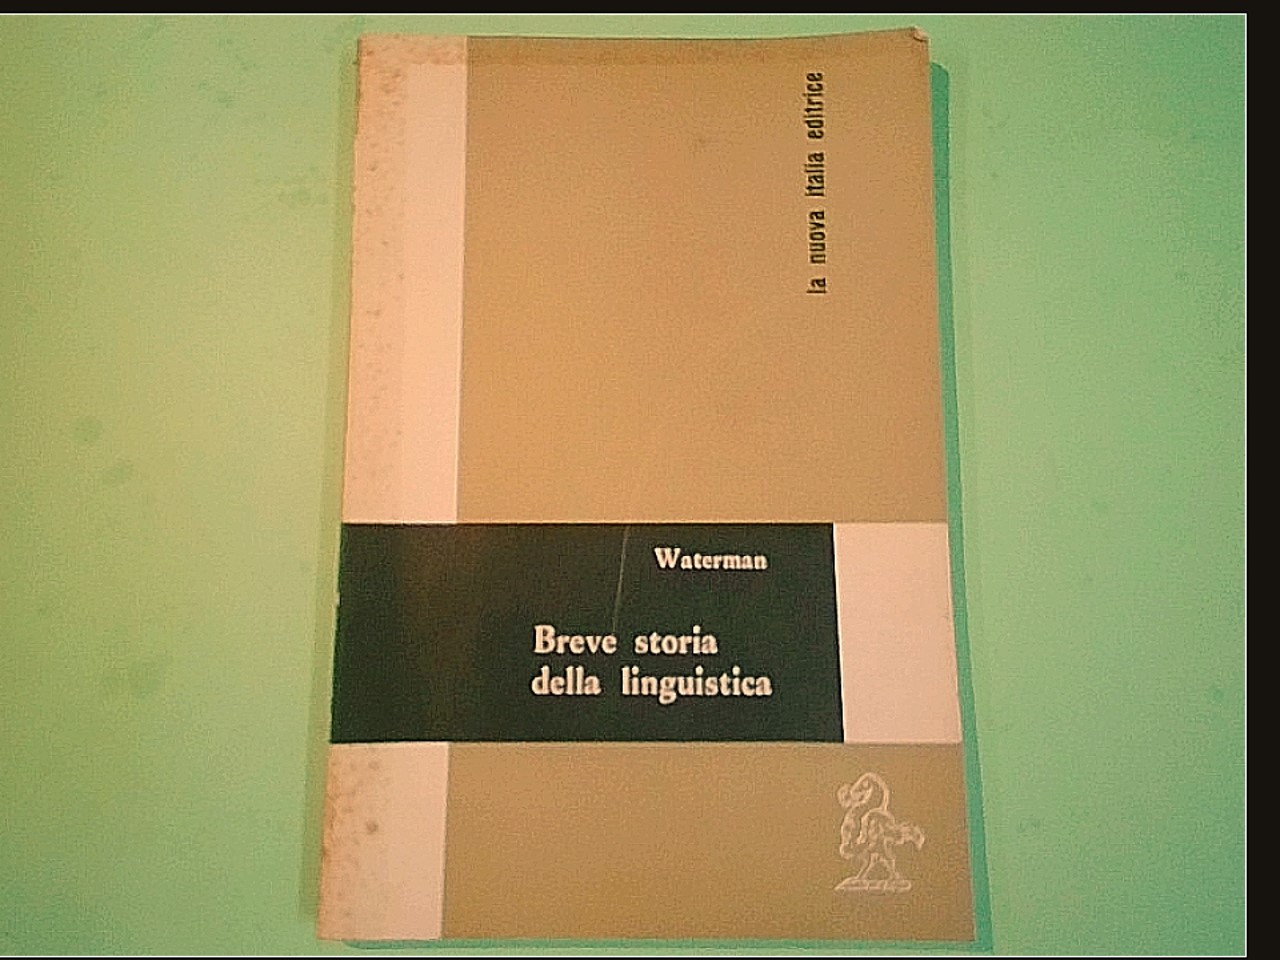 la nuova italia editrice
Waterman
Breve storia
della linguistica